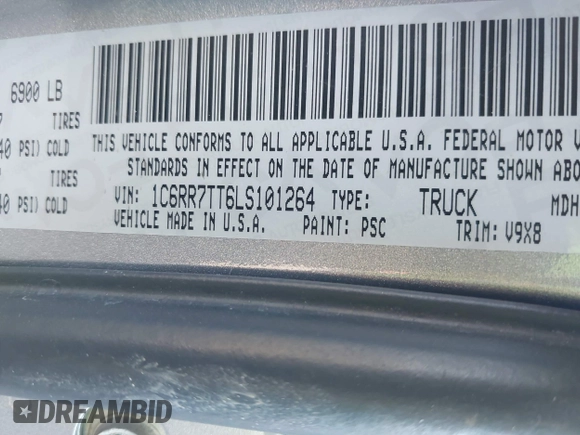 6900 LB
TIRES
40 PSI) COLD
TIRES
40 PSI) COLD
THIS VEHICLE CONFORMS TO ALL APPLICABLE U.S.A. FEDERAL MOTOR
STANDARDS IN EFFECT ON THE DATE OF MANUFACTURE SHOWN ABO
VIN: 1C6RR7TT6LS101264 TYPE: TRUCK MDH
VEHICLE MADE IN U.S.A. PAINT: PSC TRIM: V9X8
DREAMBID